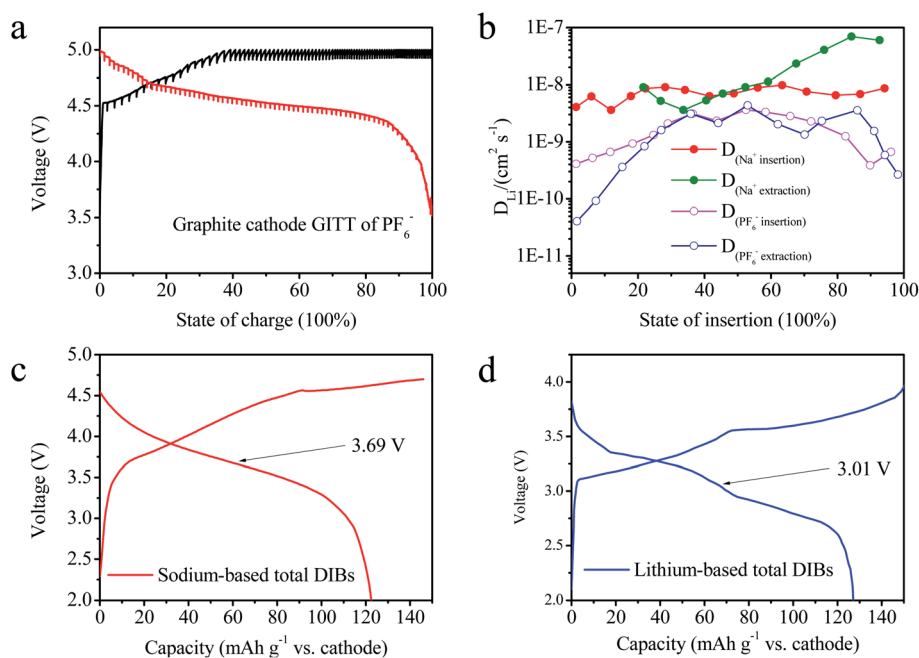 a
5.0
4.5
4.0
3.5
3.0
Voltage (V)
Graphite cathode GITT of PF6-
0 20 40 60 80 100
State of charge (100%)
b
1E-7
1E-8
1E-9
1E-10
1E-11
DLi/(cm2 s-1)
D(Na+ insertion)
D(Na+ extraction)
D(PF6- insertion)
D(PF6- extraction)
0 20 40 60 80 100
State of insertion (100%)
c
5.0
4.5
4.0
3.5
3.0
2.5
2.0
Voltage (V)
3.69 V
Sodium-based total DIBs
0 20 40 60 80 100 120 140
Capacity (mAh g-1 vs. cathode)
d
4.0
3.5
3.0
2.5
2.0
Voltage (V)
3.01 V
Lithium-based total DIBs
0 20 40 60 80 100 120 140
Capacity (mAh g-1 vs. cathode)